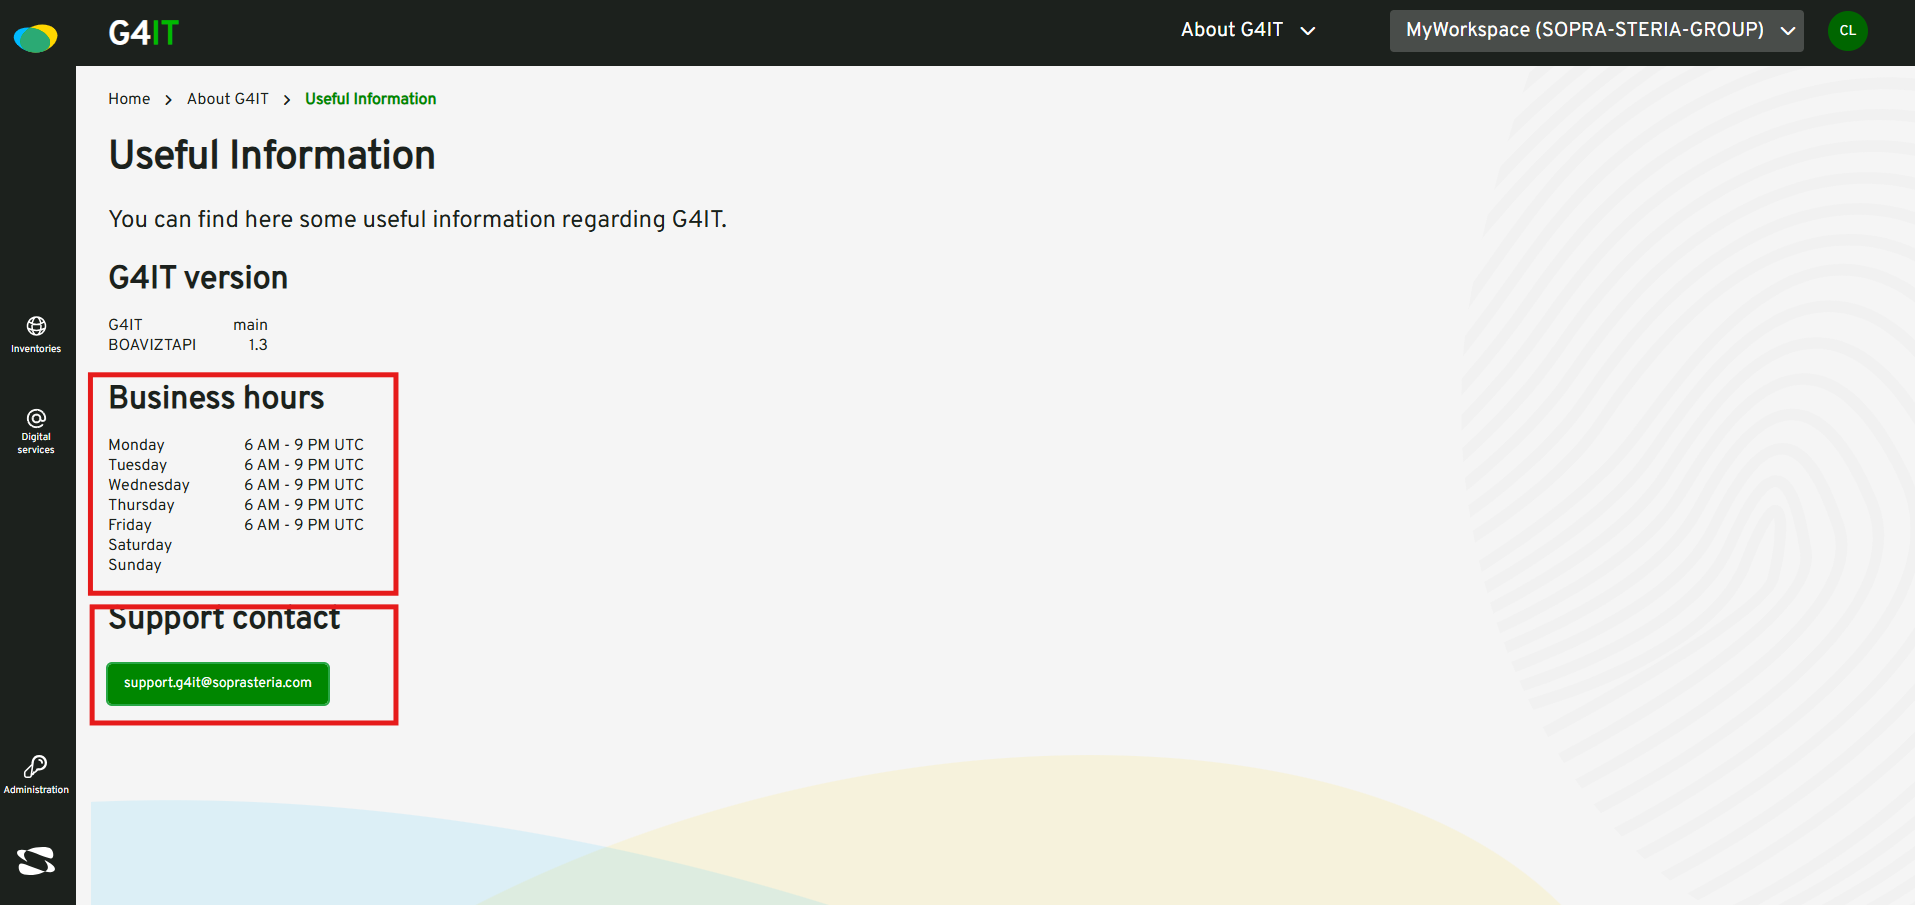 G4IT
About G4IT
MyWorkspace (SOPRA-STERIA-GROUP)
CL
Home > About G4IT > Useful Information
Useful Information
You can find here some useful information regarding G4IT.
G4IT version
G4IT main
BOAVIZTAPI 1.3
Inventories
Digital
services
Business hours
Monday 6 AM - 9 PM UTC
Tuesday 6 AM - 9 PM UTC
Wednesday 6 AM - 9 PM UTC
Thursday 6 AM - 9 PM UTC
Friday 6 AM - 9 PM UTC
Saturday
Sunday
Support contact
support.g4it@soprasteria.com
Administration